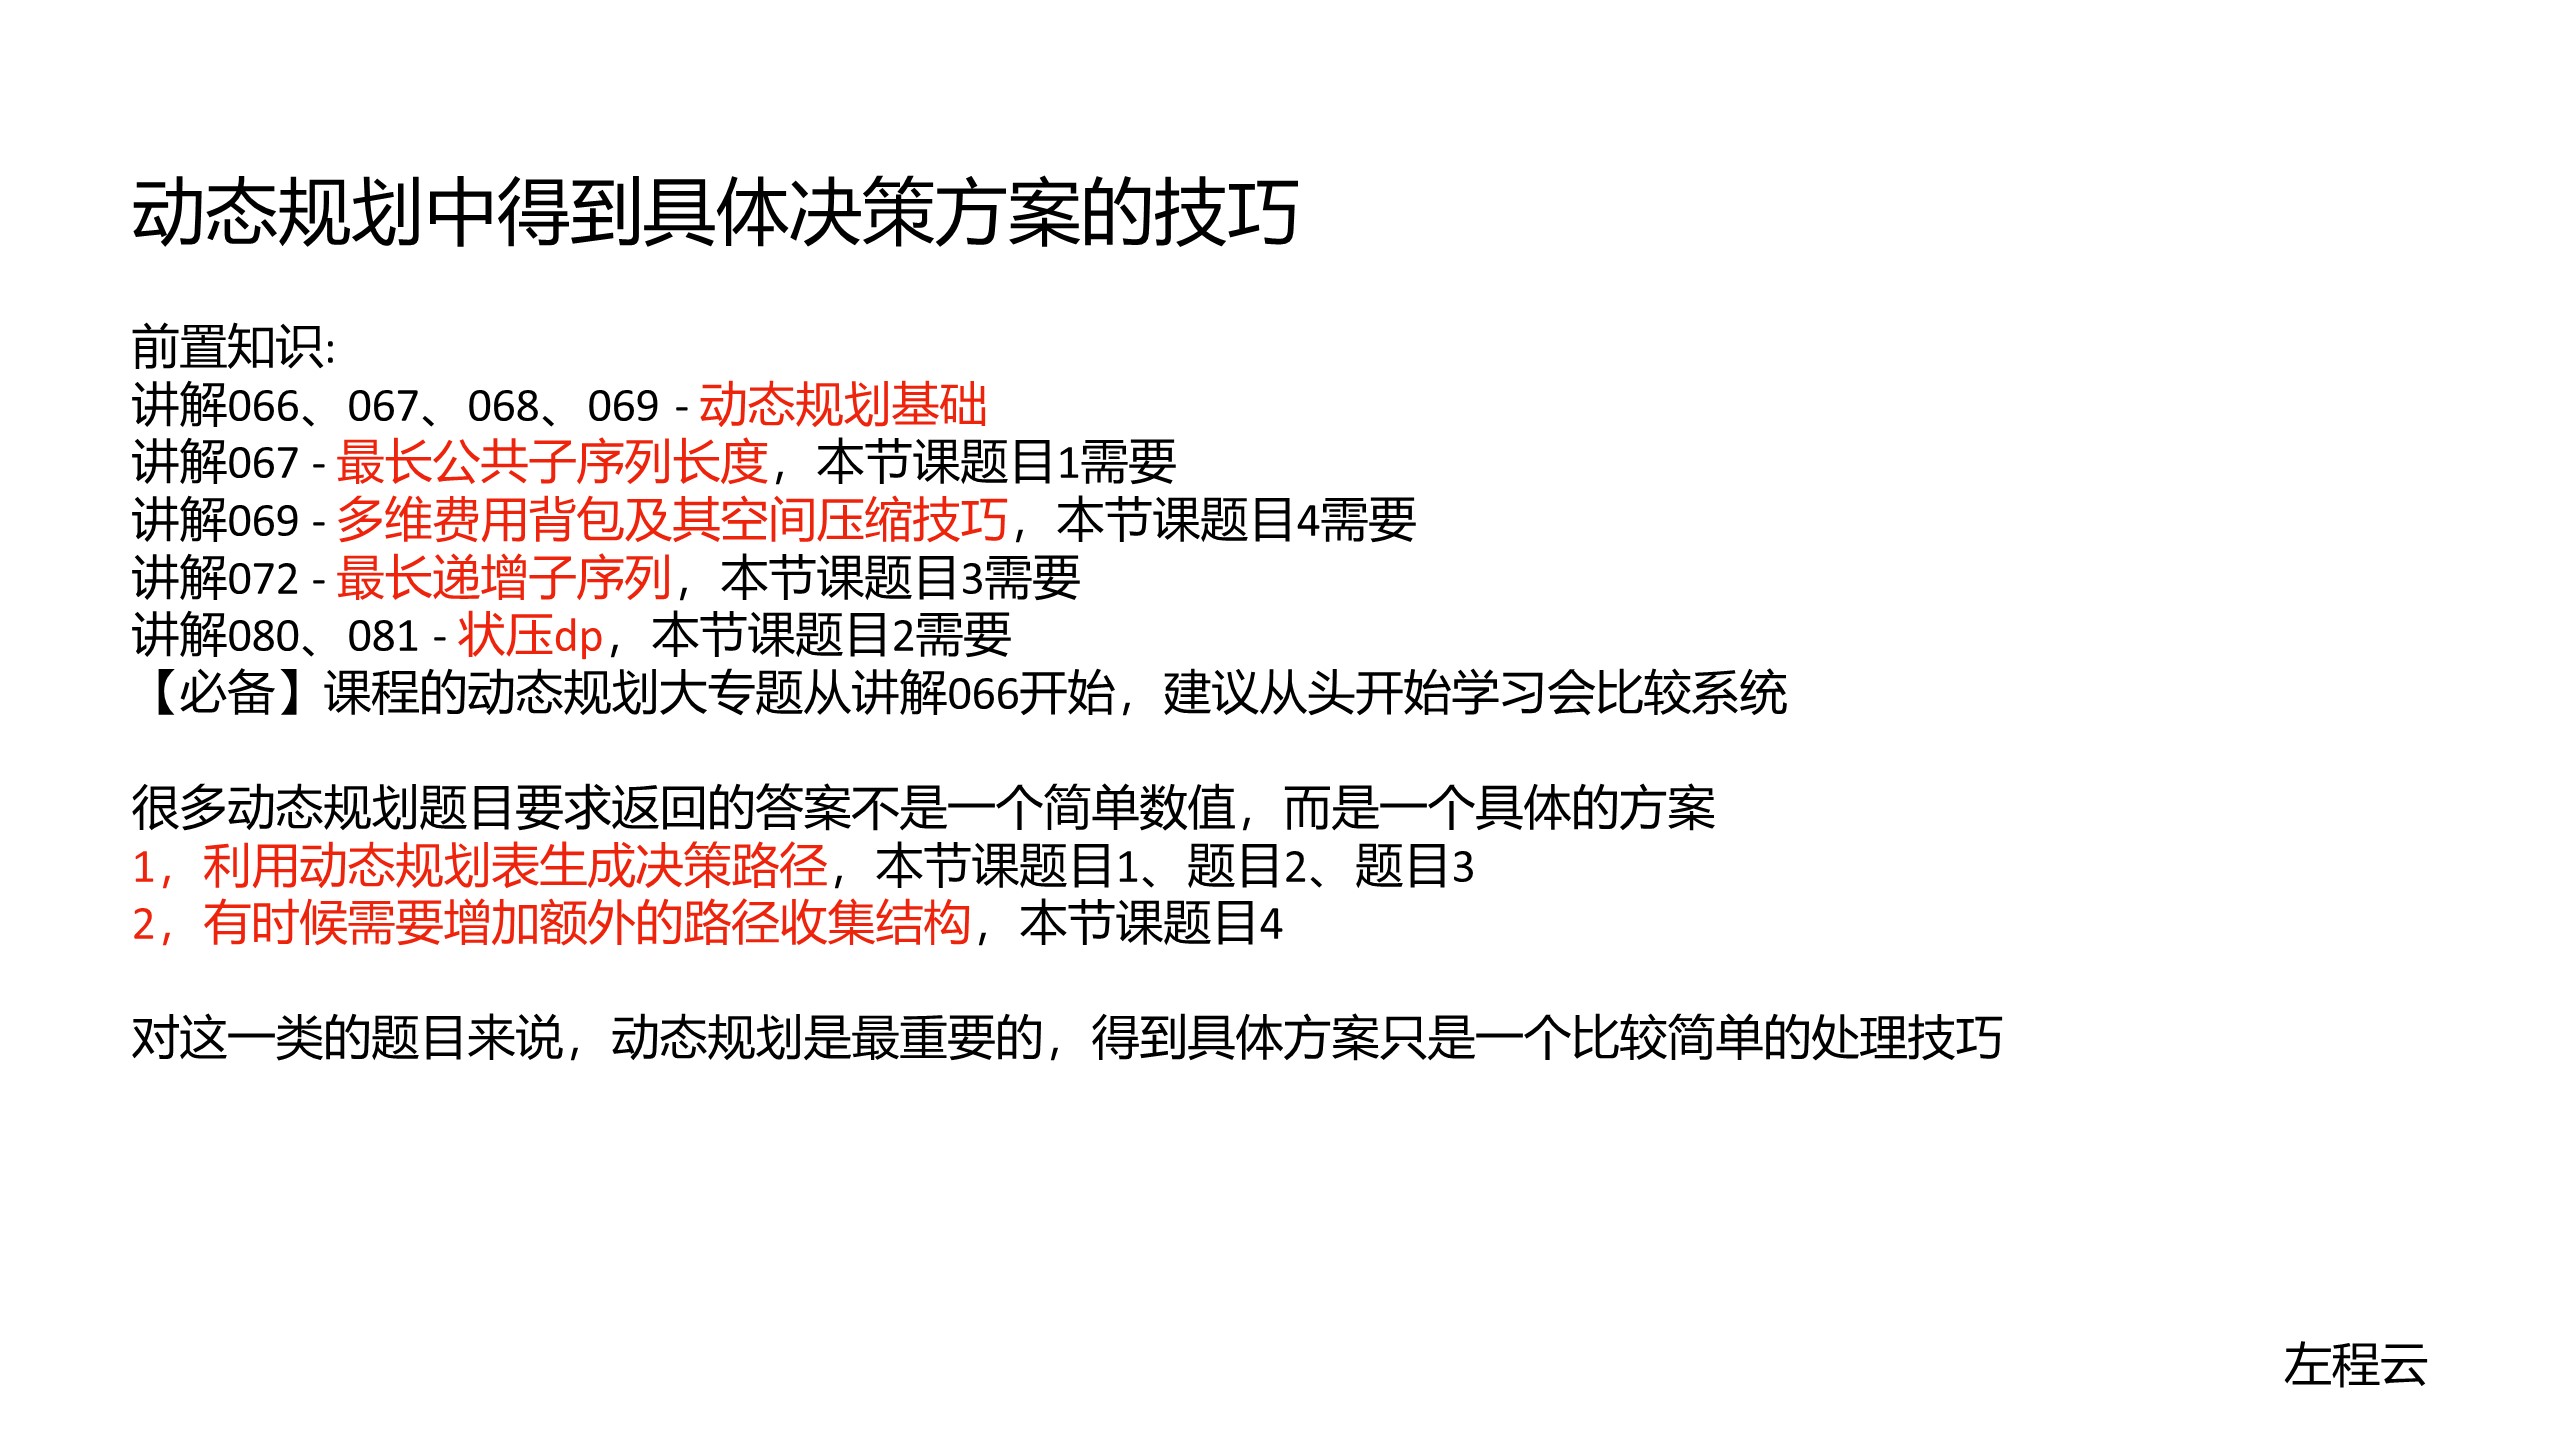 动态规划中得到具体决策方案的技巧
前置知识:
讲解066、067、068、069 - 动态规划基础
讲解067 - 最长公共子序列长度，本节课题目1需要
讲解069 - 多维费用背包及其空间压缩技巧，本节课题目4需要
讲解072 - 最长递增子序列，本节课题目3需要
讲解080、081 - 状压dp，本节课题目2需要
【必备】课程的动态规划大专题从讲解066开始，建议从头开始学习会比较系统
很多动态规划题目要求返回的答案不是一个简单数值，而是一个具体的方案
1，利用动态规划表生成决策路径，本节课题目1、题目2、题目3
2，有时候需要增加额外的路径收集结构，本节课题目4
对这一类的题目来说，动态规划是最重要的，得到具体方案只是一个比较简单的处理技巧
左程云